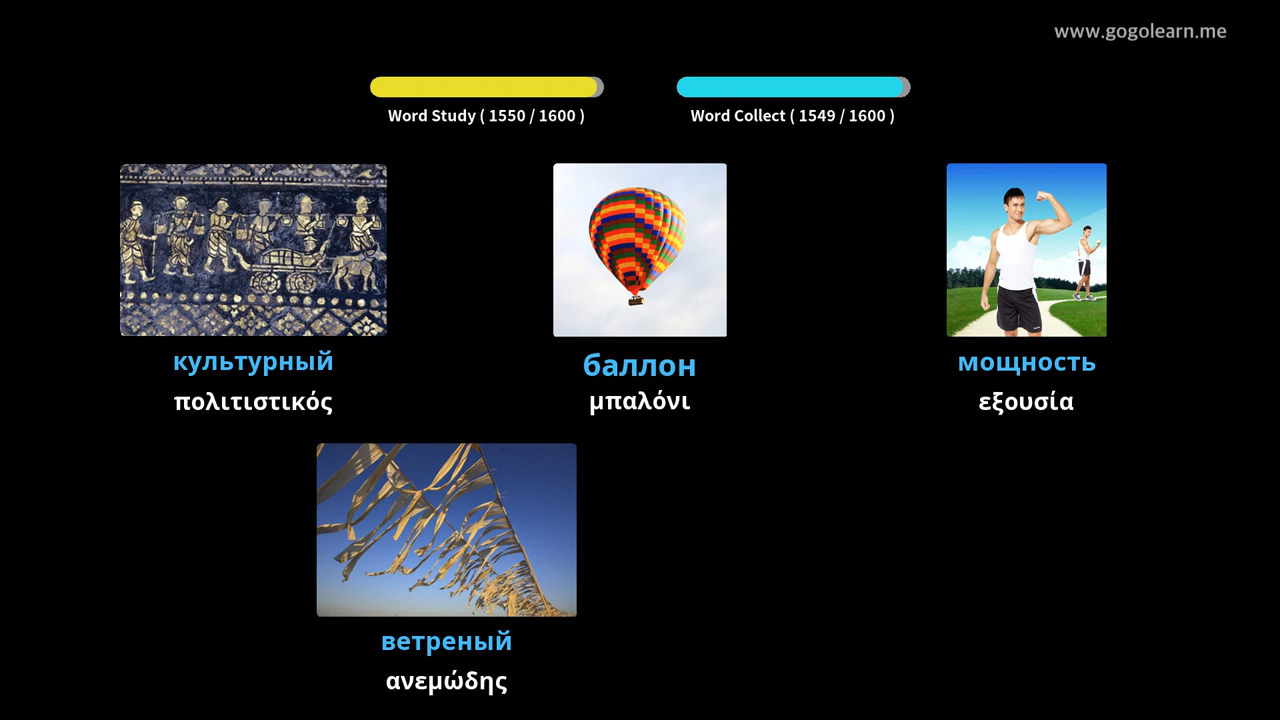 www.gogolearn.me
Word Study ( 1550 / 1600 )
Word Collect ( 1549 / 1600 )
культурный
πολιτιστικός
баллон
μπαλόνι
мощность
εξουσία
ветреный
ανεμώδης